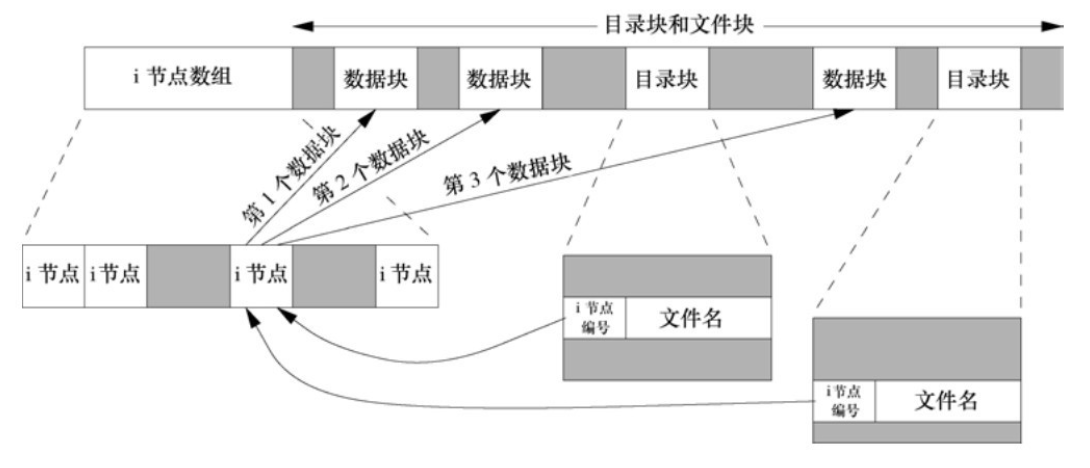 目录块和文件块
i 节点数组
数据块
数据块
目录块
数据块
目录块
第 1 个数据块
第 2 个数据块
第 3 个数据块
i 节点
i节点
i 节点
i 节点
i 节点
编号
文件名
i节点
编号
文件名